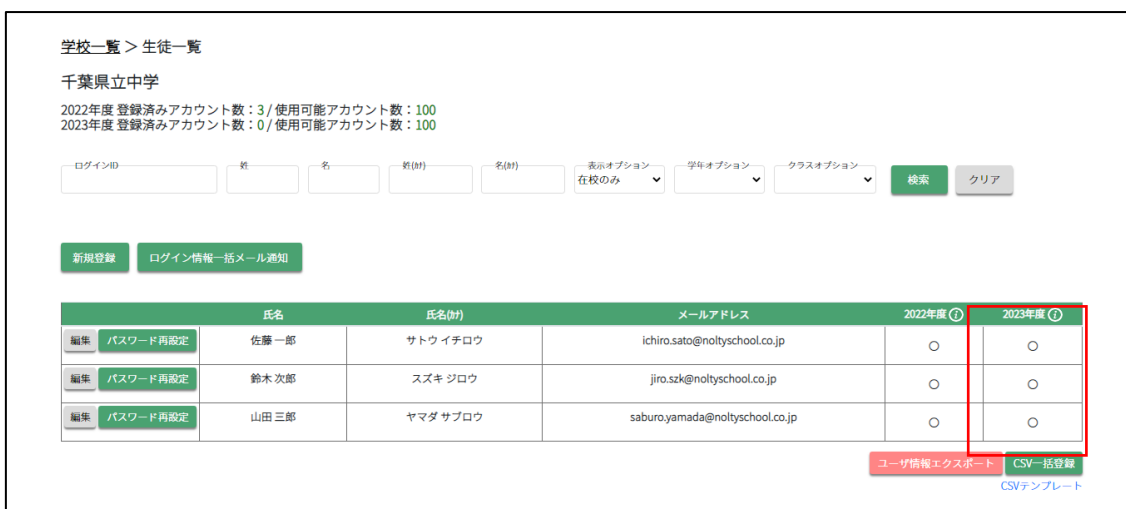 学校一覧 ＞ 生徒一覧
千葉県立中学
2022年度 登録済みアカウント数：3 / 使用可能アカウント数：100
2023年度 登録済みアカウント数：0 / 使用可能アカウント数：100
ログインID 姓 名 姓(ｶﾅ) 名(ｶﾅ) 表示オプション 学年オプション クラスオプション
在校のみ 検索 クリア
新規登録 ログイン情報一括メール通知
氏名 氏名(ｶﾅ) メールアドレス 2022年度 i 2023年度 i
編集 パスワード再設定 佐藤 一郎 サトウ イチロウ ichiro.sato@noltyschool.co.jp ○ ○
編集 パスワード再設定 鈴木 次郎 スズキ ジロウ jiro.szk@noltyschool.co.jp ○ ○
編集 パスワード再設定 山田 三郎 ヤマダ サブロウ saburo.yamada@noltyschool.co.jp ○ ○
ユーザ情報エクスポート CSV一括登録
CSVテンプレート